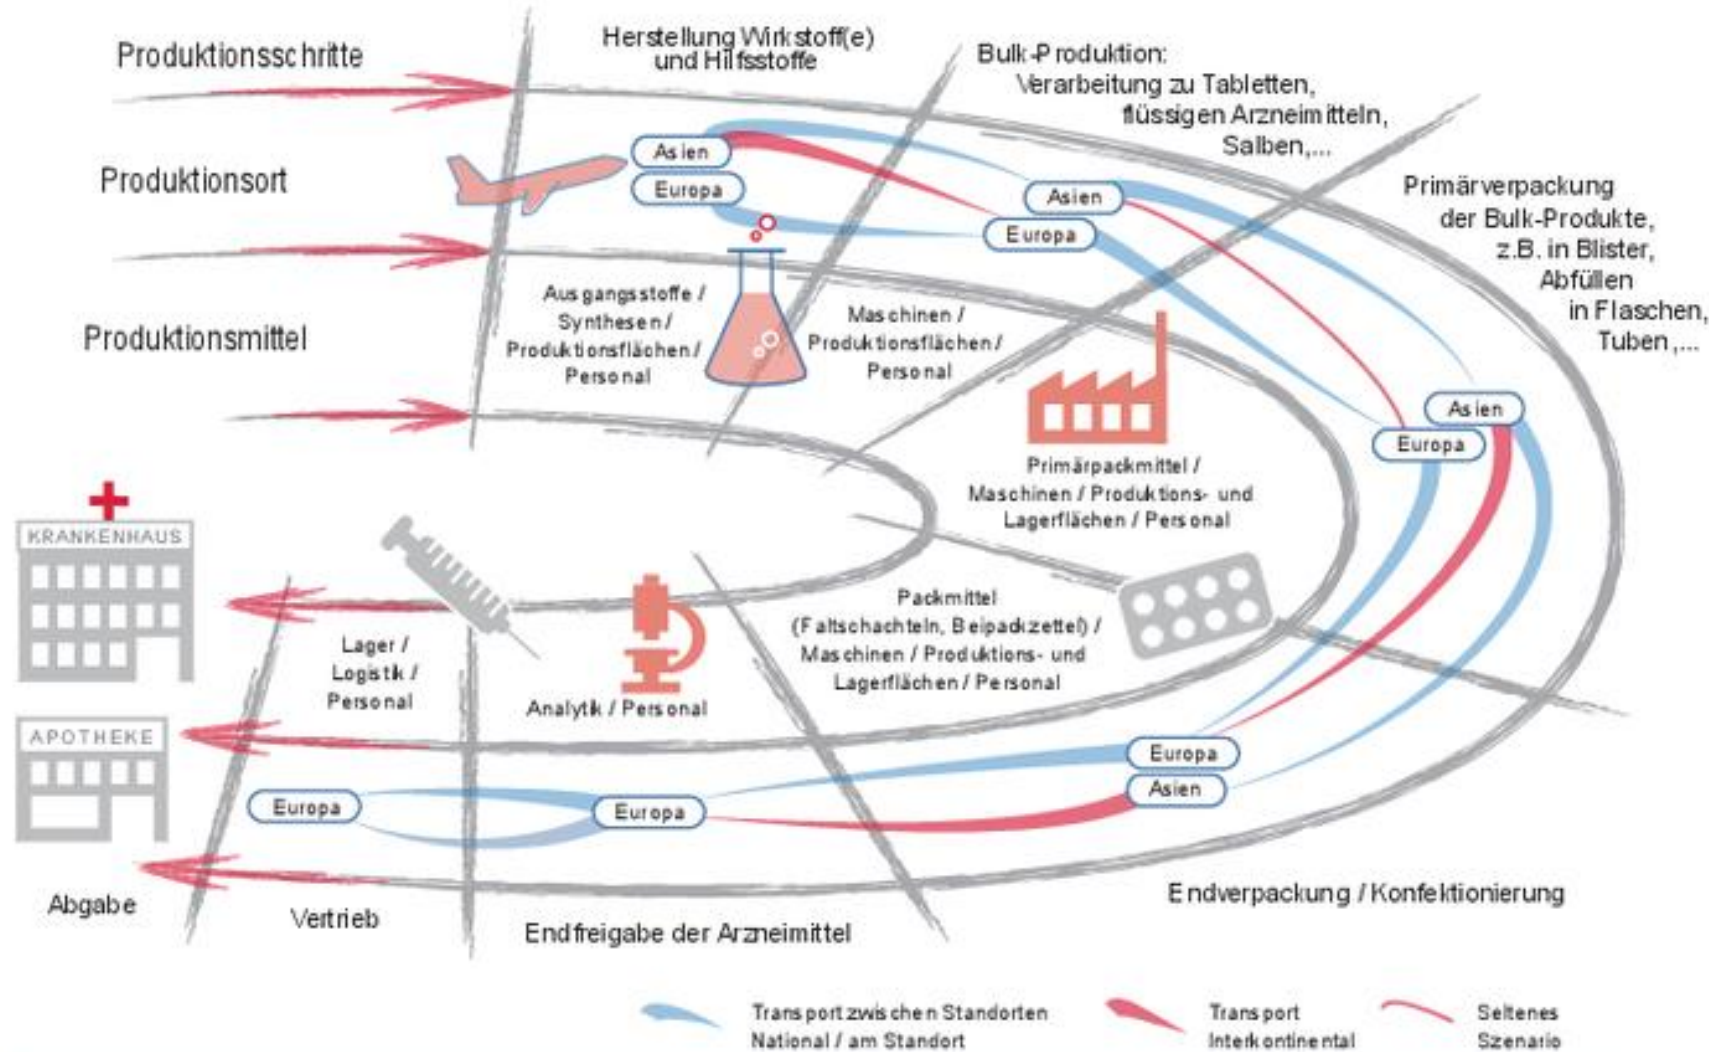 Produktionsschritte
Herstellung Wirkstoff(e)
und Hilfsstoffe
Bulk-Produktion:
Verarbeitung zu Tabletten,
flüssigen Arzneimitteln,
Salben,...
Produktionsort
Asien
Europa
Asien
Europa
Primärverpackung
der Bulk-Produkte,
z.B. in Blister,
Abfüllen
in Flaschen,
Tuben,...
Produktionsmittel
Ausgangsstoffe /
Synthesen /
Produktionsflächen /
Personal
Maschinen /
Produktionsflächen /
Personal
Asien
Europa
Primärpackmittel /
Maschinen / Produktions- und
Lagerflächen / Personal
KRANKENHAUS
Packmittel
(Faltschachteln, Beipackzettel) /
Maschinen / Produktions- und
Lagerflächen / Personal
Lager /
Logistik /
Personal
Analytik / Personal
APOTHEKE
Europa
Asien
Europa
Europa
Abgabe
Vertrieb
Endfreigabe der Arzneimittel
Endverpackung / Konfektionierung
Transport zwischen Standorten
National / am Standort
Transport
Interkontinental
Seltenes
Szenario